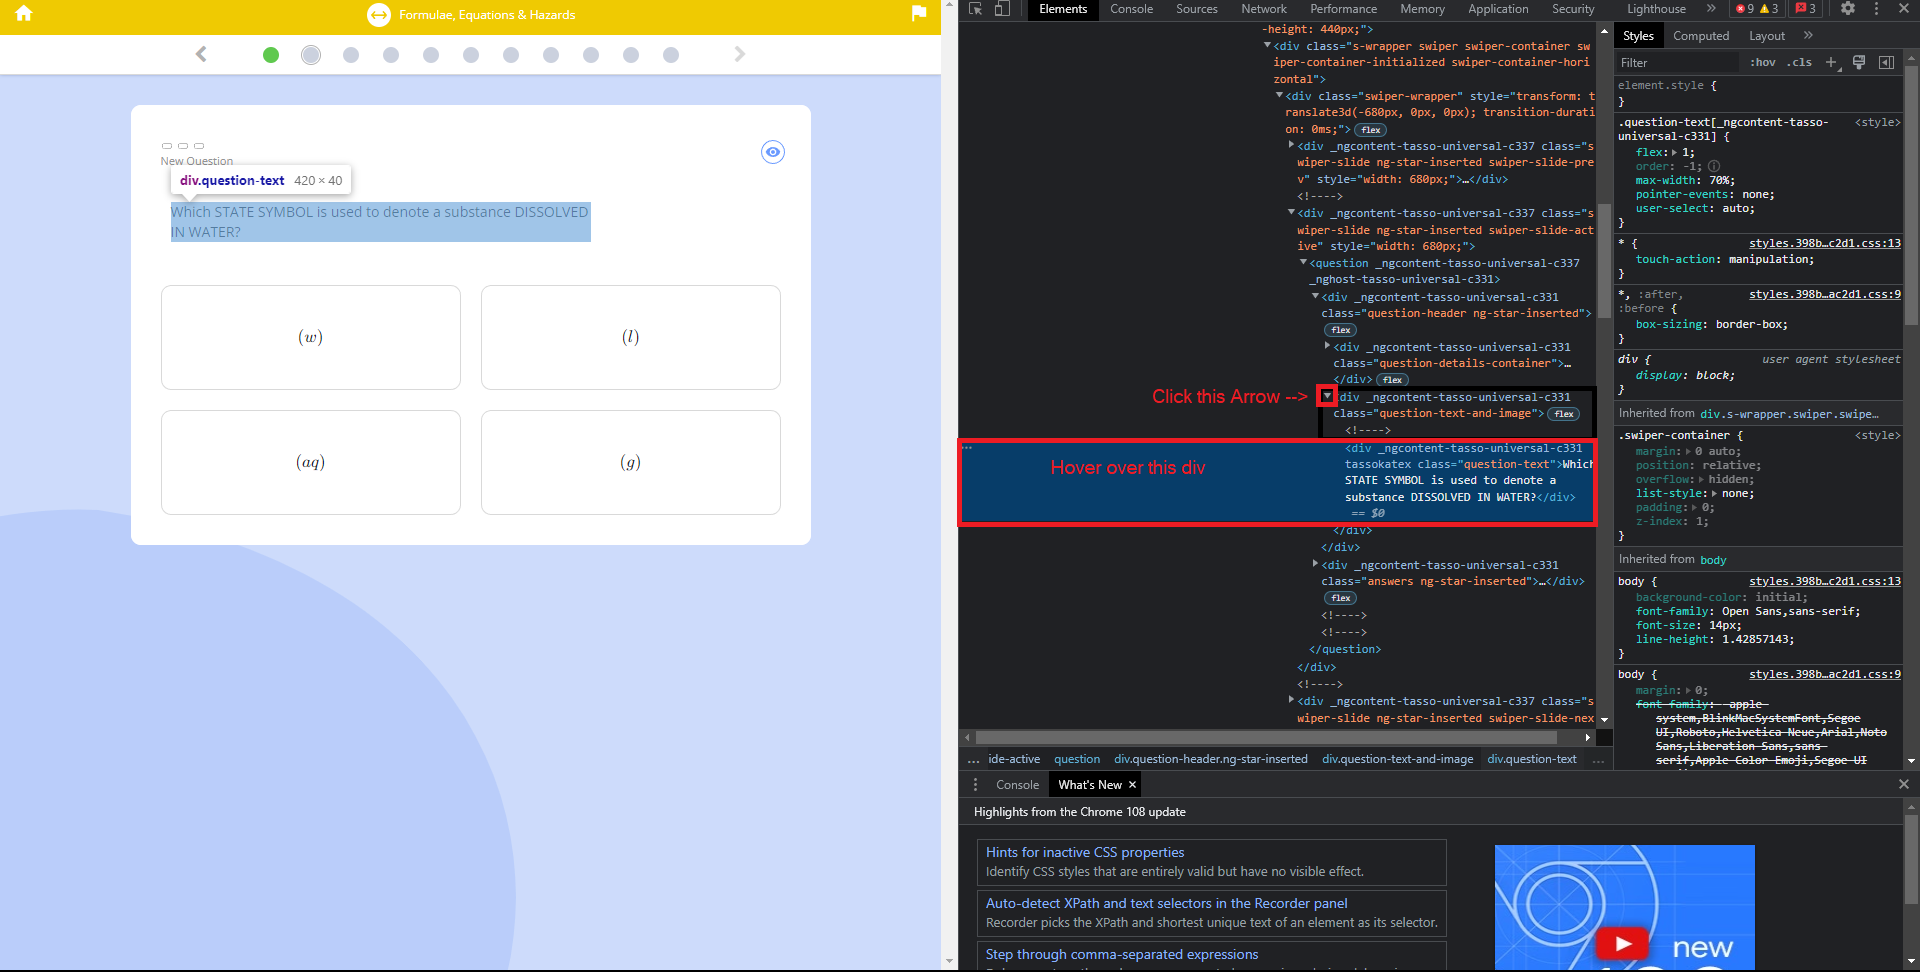 Formulae, Equations & Hazards
New Question
div.question-text 420 × 40
Which STATE SYMBOL is used to denote a substance DISSOLVED
IN WATER?
(w)
(l)
(aq)
(g)
Elements Console Sources Network Performance Memory Application Security Lighthouse » 9 3 3
-height: 440px;">
<div class="s-wrapper swiper swiper-container sw
iper-container-initialized swiper-container-hori
zontal">
<div class="swiper-wrapper" style="transform: t
ranslate3d(-680px, 0px, 0px); transition-durati
on: 0ms;"> flex
<div _ngcontent-tasso-universal-c337 class="s
wiper-slide ng-star-inserted swiper-slide-pre
v" style="width: 680px;">…</div>
<!---->
<div _ngcontent-tasso-universal-c337 class="s
wiper-slide ng-star-inserted swiper-slide-act
ive" style="width: 680px;">
<question _ngcontent-tasso-universal-c337
_nghost-tasso-universal-c331>
<div _ngcontent-tasso-universal-c331
class="question-header ng-star-inserted">
flex
<div _ngcontent-tasso-universal-c331
class="question-details-container">…
</div> flex
Click this Arrow -->
div _ngcontent-tasso-universal-c331
class="question-text-and-image"> flex
<!---->
Hover over this div
<div _ngcontent-tasso-universal-c331
tassokatex class="question-text">Which
STATE SYMBOL is used to denote a
substance DISSOLVED IN WATER?</div>
== $0
</div>
</div>
<div _ngcontent-tasso-universal-c331
class="answers ng-star-inserted">…</div>
flex
<!---->
<!---->
</question>
</div>
<!---->
<div _ngcontent-tasso-universal-c337 class="s
wiper-slide ng-star-inserted swiper-slide-nex
... ide-active question div.question-header.ng-star-inserted div.question-text-and-image div.question-text ...
Styles Computed Layout »
Filter :hov .cls +
element.style {
}
.question-text[_ngcontent-tasso- <style>
universal-c331] {
flex: 1;
order: -1;
max-width: 70%;
pointer-events: none;
user-select: auto;
}
* { styles.398b…c2d1.css:13
touch-action: manipulation;
}
*, :after, styles.398b…ac2d1.css:9
:before {
box-sizing: border-box;
}
div { user agent stylesheet
display: block;
}
Inherited from div.s-wrapper.swiper.swipe…
.swiper-container { <style>
margin: 0 auto;
position: relative;
overflow: hidden;
list-style: none;
padding: 0;
z-index: 1;
}
Inherited from body
body { styles.398b…c2d1.css:13
background-color: initial;
font-family: Open Sans,sans-serif;
font-size: 14px;
line-height: 1.42857143;
}
body { styles.398b…ac2d1.css:9
margin: 0;
font-family: -apple-
system,BlinkMacSystemFont,Segoe
UI,Roboto,Helvetica Neue,Arial,Noto
Sans,Liberation Sans,sans-
serif,Apple Color Emoji,Segoe UI
Console What's New ×
Highlights from the Chrome 108 update
Hints for inactive CSS properties
Identify CSS styles that are entirely valid but have no visible effect.
Auto-detect XPath and text selectors in the Recorder panel
Recorder picks the XPath and shortest unique text of an element as its selector.
Step through comma-separated expressions
new